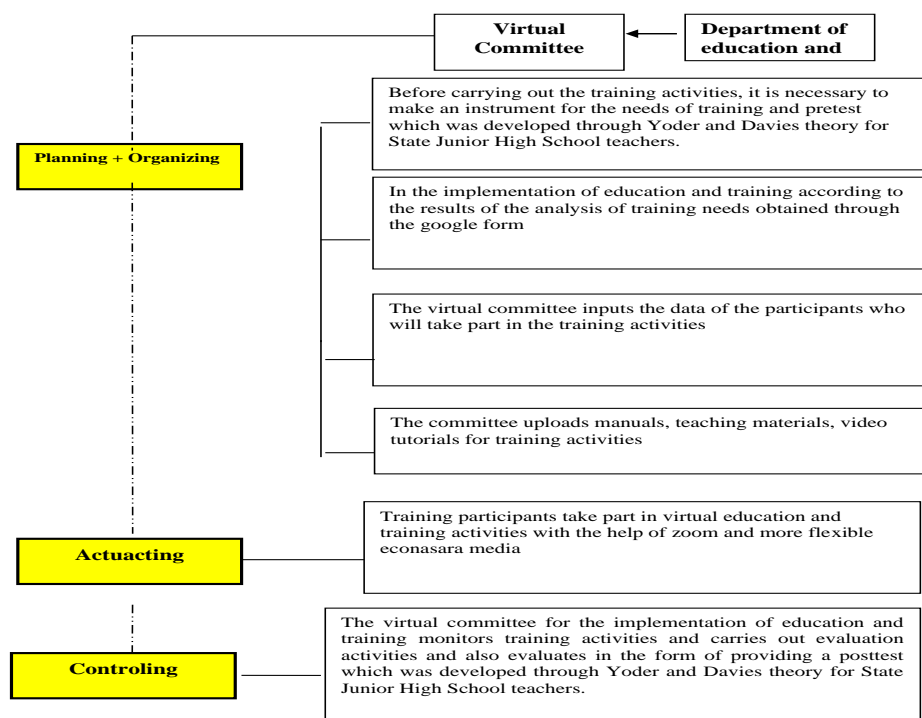 Virtual
Committee
Department of
education and
Before carrying out the training activities, it is necessary to
make an instrument for the needs of training and pretest
which was developed through Yoder and Davies theory for
State Junior High School teachers.
Planning + Organizing
In the implementation of education and training according to
the results of the analysis of training needs obtained through
the google form
The virtual committee inputs the data of the participants who
will take part in the training activities
The committee uploads manuals, teaching materials, video
tutorials for training activities
Training participants take part in virtual education and
training activities with the help of zoom and more flexible
econasara media
Actuacting
The virtual committee for the implementation of education and
training monitors training activities and carries out evaluation
activities and also evaluates in the form of providing a posttest
which was developed through Yoder and Davies theory for State
Junior High School teachers.
Controling